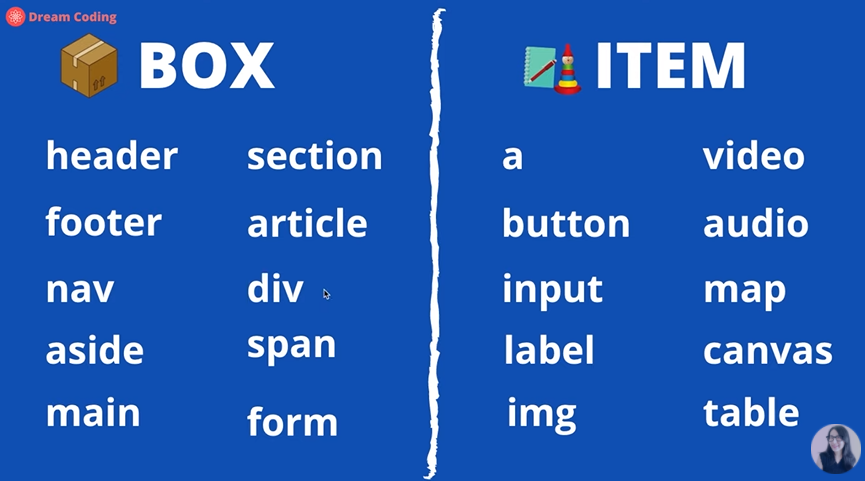 Dream Coding
BOX
header section
footer article
nav div
aside span
main form
ITEM
a video
button audio
input map
label canvas
img table